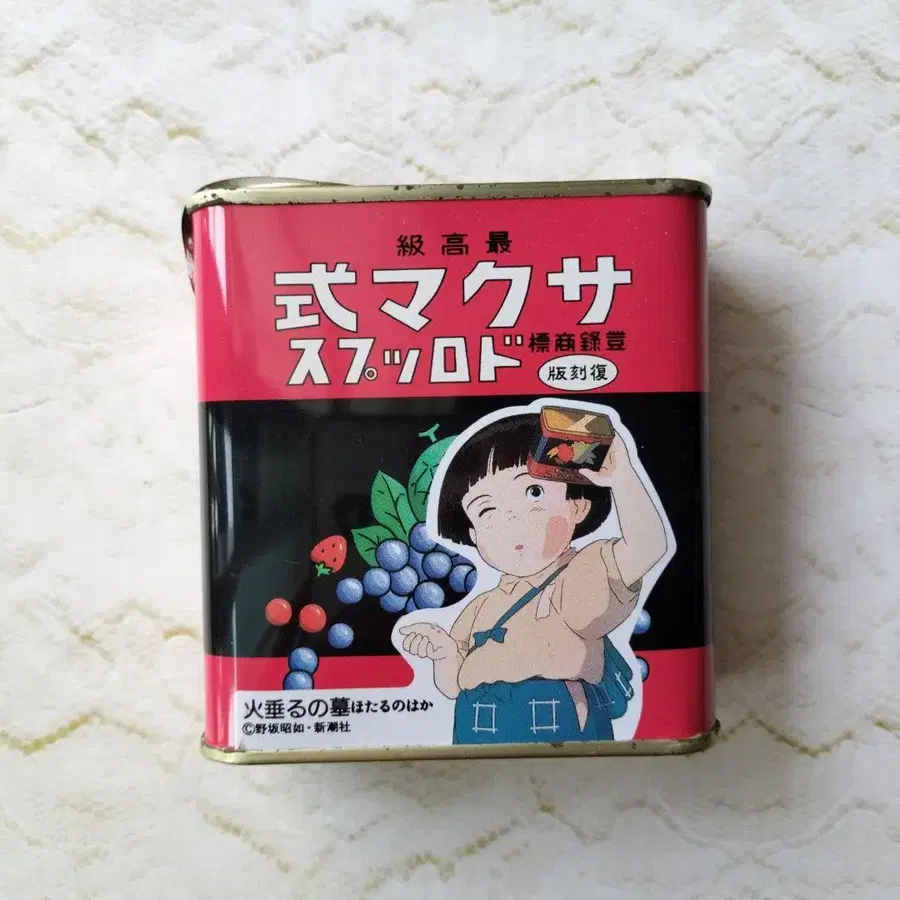 最高級
サクマ式
登錄商標
ドロップス
復刻版
火垂るの墓ほたるのはか
©野坂昭如・新潮社